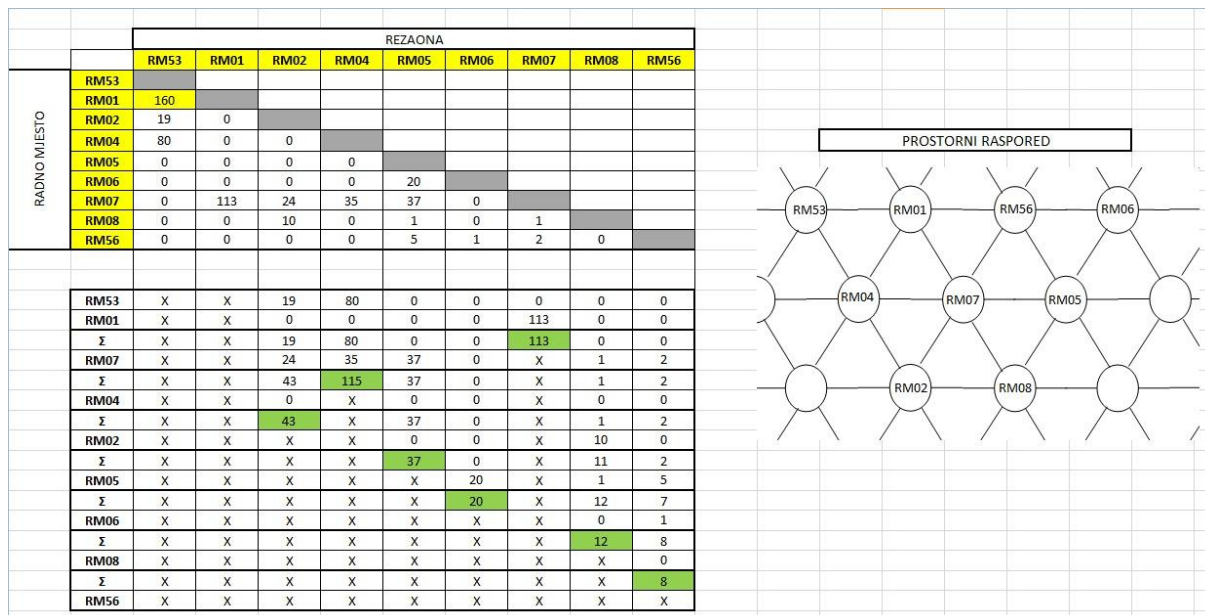 REZAONA
RM53 RM01 RM02 RM04 RM05 RM06 RM07 RM08 RM56
RADNO MIJESTO
RM53
RM01 160
RM02 19 0
RM04 80 0 0
RM05 0 0 0 0
RM06 0 0 0 0 20
RM07 0 113 24 35 37 0
RM08 0 0 10 0 1 0 1
RM56 0 0 0 0 5 1 2 0
RM53 X X 19 80 0 0 0 0 0
RM01 X X 0 0 0 0 113 0 0
Σ X X 19 80 0 0 113 0 0
RM07 X X 24 35 37 0 X 1 2
Σ X X 43 115 37 0 X 1 2
RM04 X X 0 X 0 0 X 0 0
Σ X X 43 X 37 0 X 1 2
RM02 X X X X 0 0 X 10 0
Σ X X X X 37 0 X 11 2
RM05 X X X X X 20 X 1 5
Σ X X X X X 20 X 12 7
RM06 X X X X X X X 0 1
Σ X X X X X X X 12 8
RM08 X X X X X X X X 0
Σ X X X X X X X X 8
RM56 X X X X X X X X X
PROSTORNI RASPORED
RM53 RM01 RM56 RM06
RM04 RM07 RM05
RM02 RM08